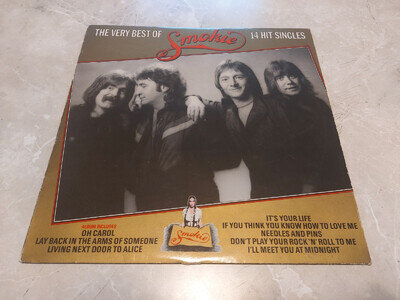 THE VERY BEST OF
Smokie
14 HIT SINGLES
ALBUM INCLUDES
OH CAROL
LAY BACK IN THE ARMS OF SOMEONE
LIVING NEXT DOOR TO ALICE
Smokie
IT'S YOUR LIFE
IF YOU THINK YOU KNOW HOW TO LOVE ME
NEEDLES AND PINS
DON'T PLAY YOUR ROCK 'N' ROLL TO ME
I'LL MEET YOU AT MIDNIGHT